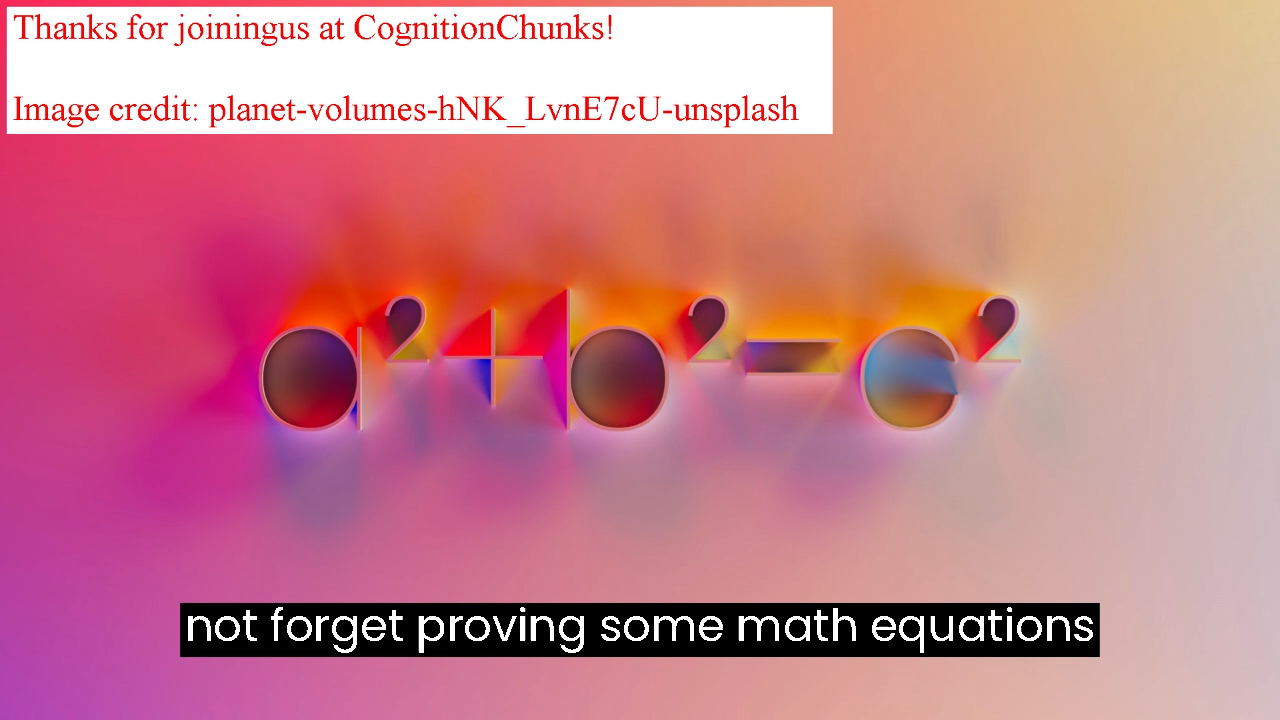 Thanks for joiningus at CognitionChunks!
Image credit: planet-volumes-hNK_LvnE7cU-unsplash
a²+b²=c²
not forget proving some math equations